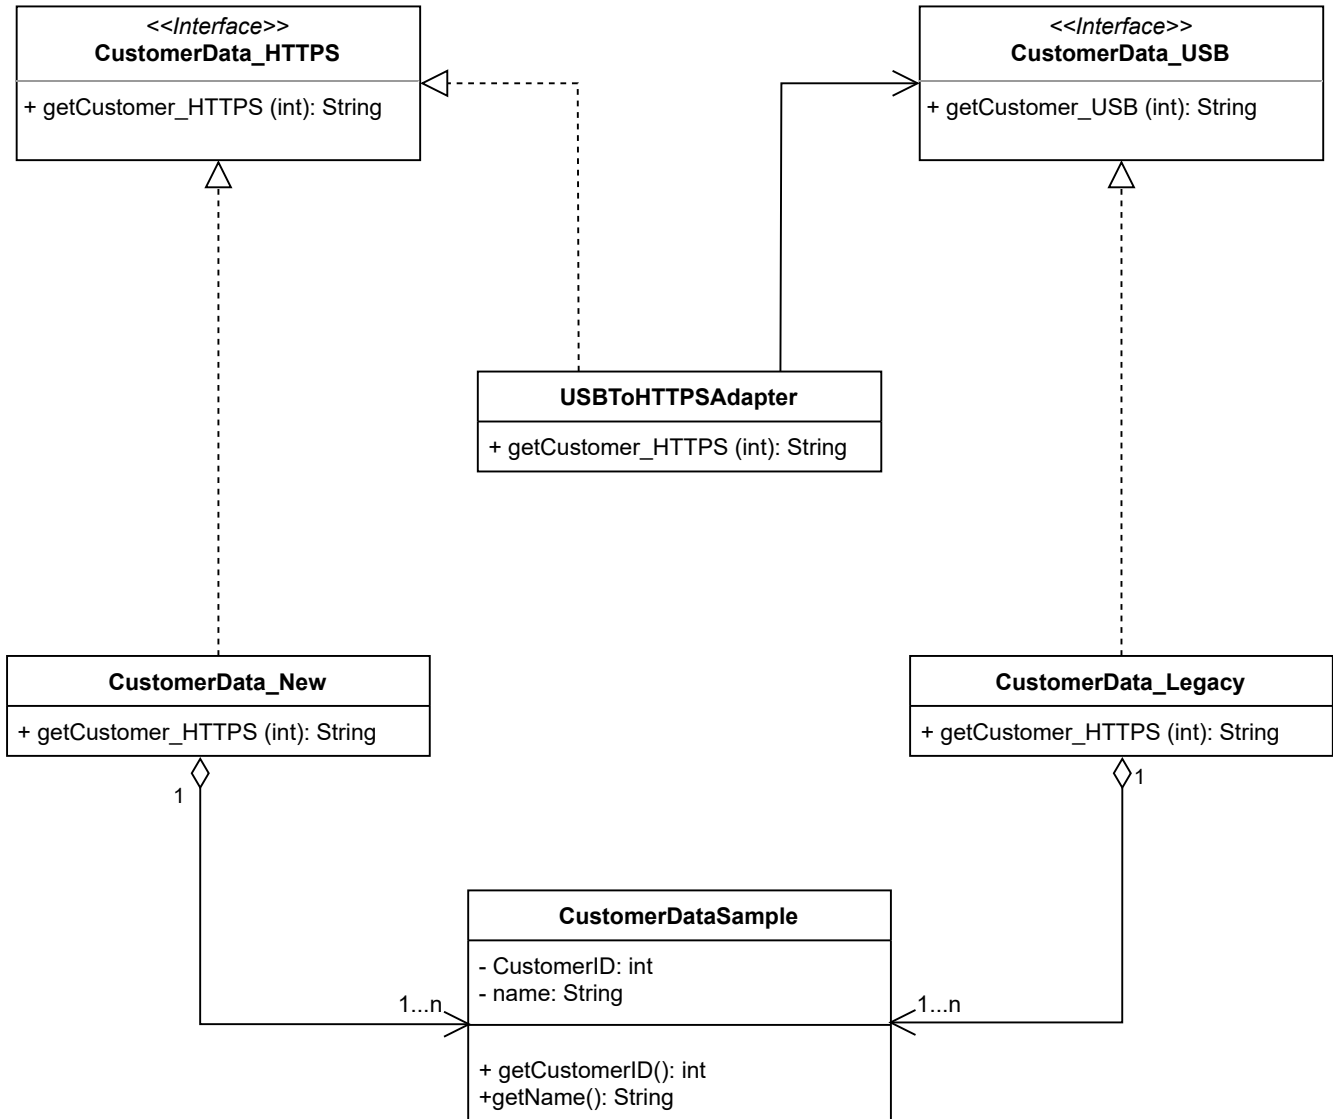 <<Interface>>
CustomerData_HTTPS
+ getCustomer_HTTPS (int): String
<<Interface>>
CustomerData_USB
+ getCustomer_USB (int): String
USBToHTTPSAdapter
+ getCustomer_HTTPS (int): String
CustomerData_New
+ getCustomer_HTTPS (int): String
1
CustomerData_Legacy
+ getCustomer_HTTPS (int): String
1
CustomerDataSample
- CustomerID: int
- name: String
1...n
1...n
+ getCustomerID(): int
+getName(): String